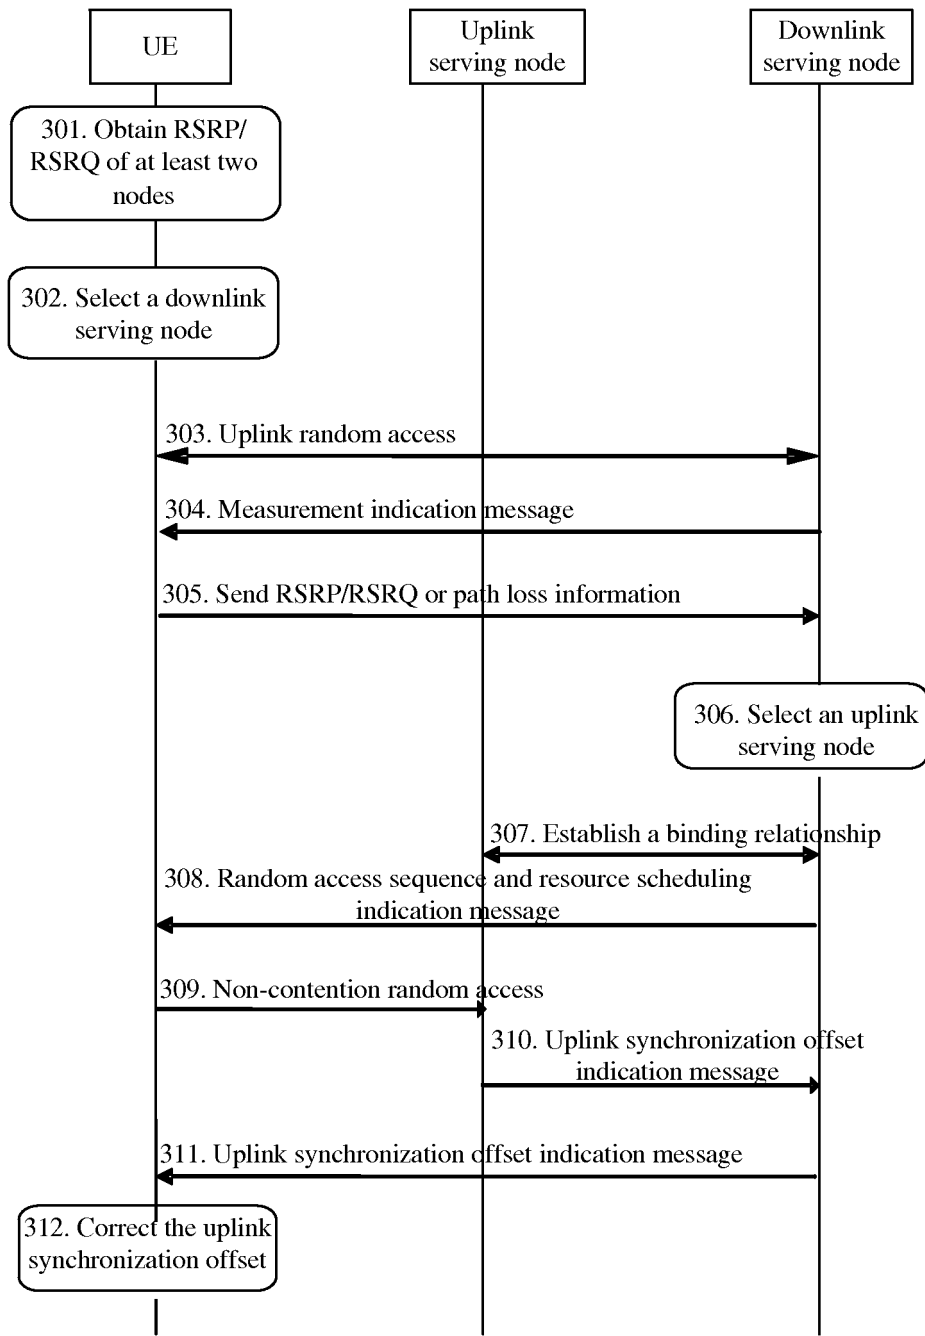 UE
Uplink
serving node
Downlink
serving node
301. Obtain RSRP/
RSRQ of at least two
nodes
302. Select a downlink
serving node
303. Uplink random access
304. Measurement indication message
305. Send RSRP/RSRQ or path loss information
306. Select an uplink
serving node
307. Establish a binding relationship
308. Random access sequence and resource scheduling
indication message
309. Non-contention random access
310. Uplink synchronization offset
indication message
311. Uplink synchronization offset indication message
312. Correct the uplink
synchronization offset